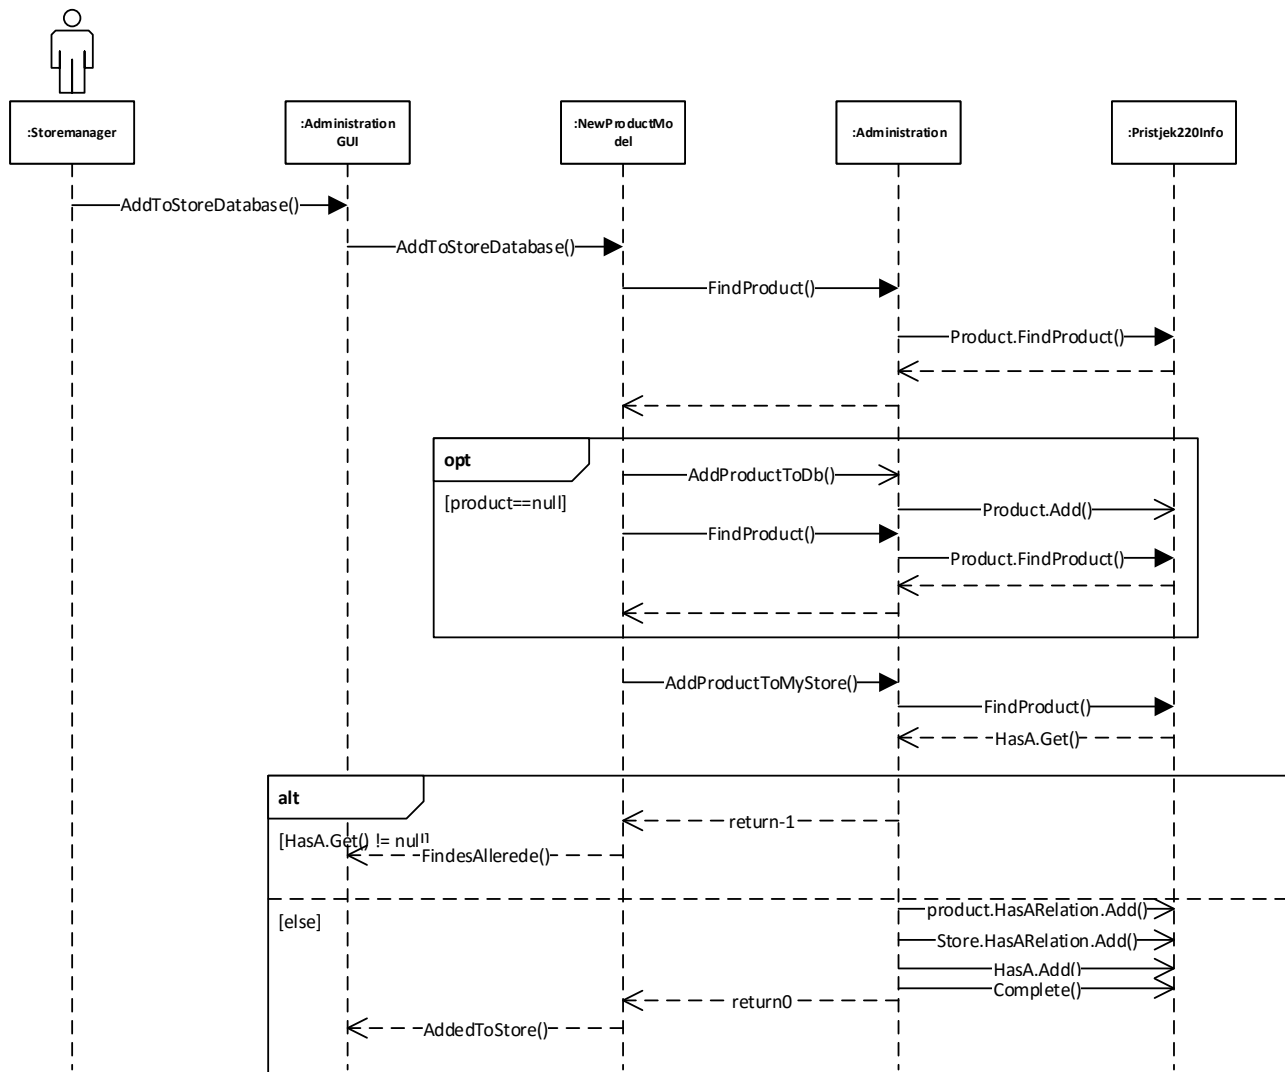 :Storemanager
:Administration
GUI
:NewProductMo
del
:Administration
:Pristjek220Info
AddToStoreDatabase()
AddToStoreDatabase()
FindProduct()
Product.FindProduct()
opt
[product==null]
AddProductToDb()
Product.Add()
FindProduct()
Product.FindProduct()
AddProductToMyStore()
FindProduct()
HasA.Get()
alt
[HasA.Get() != null]
return-1
FindesAllerede()
[else]
product.HasARelation.Add()
Store.HasARelation.Add()
HasA.Add()
Complete()
return0
AddedToStore()